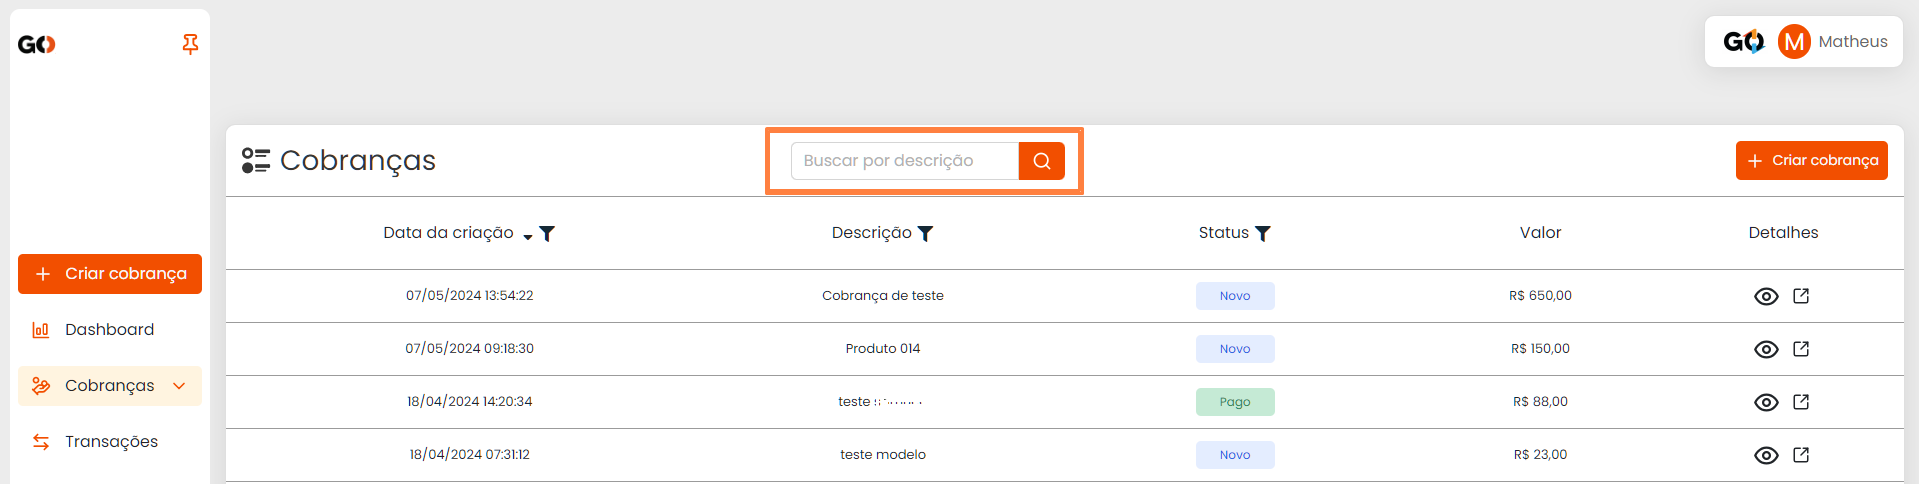 GO
GO M Matheus
Cobranças
Buscar por descrição
Criar cobrança
Data da criação Descrição Status Valor Detalhes
07/05/2024 13:54:22 Cobrança de teste Novo R$ 650,00
07/05/2024 09:18:30 Produto 014 Novo R$ 150,00
18/04/2024 14:20:34 teste Pago R$ 88,00
18/04/2024 07:31:12 teste modelo Novo R$ 23,00
Criar cobrança
Dashboard
Cobranças
Transações